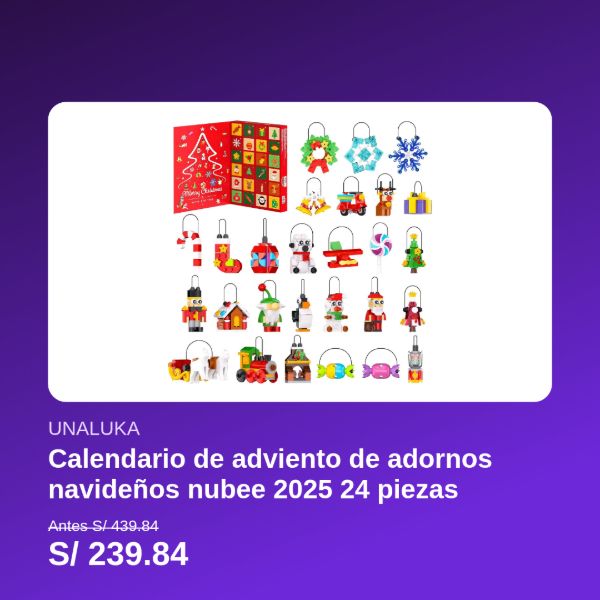 Merry Christmas
UNALUKA
Calendario de adviento de adornos
navideños nubee 2025 24 piezas
Antes S/ 439.84
S/ 239.84